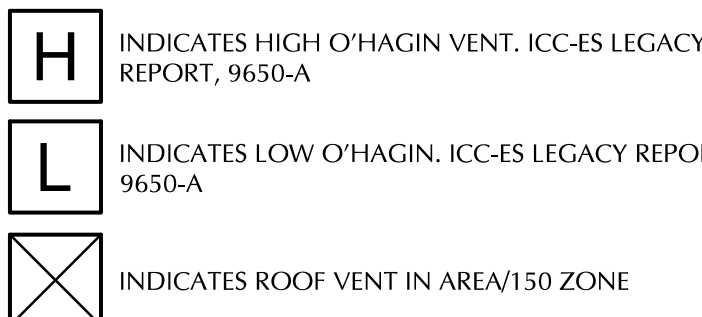 H
INDICATES HIGH O'HAGIN VENT. ICC-ES LEGACY
REPORT, 9650-A
L
INDICATES LOW O'HAGIN. ICC-ES LEGACY
9650-A
INDICATES ROOF VENT IN AREA/150 ZONE